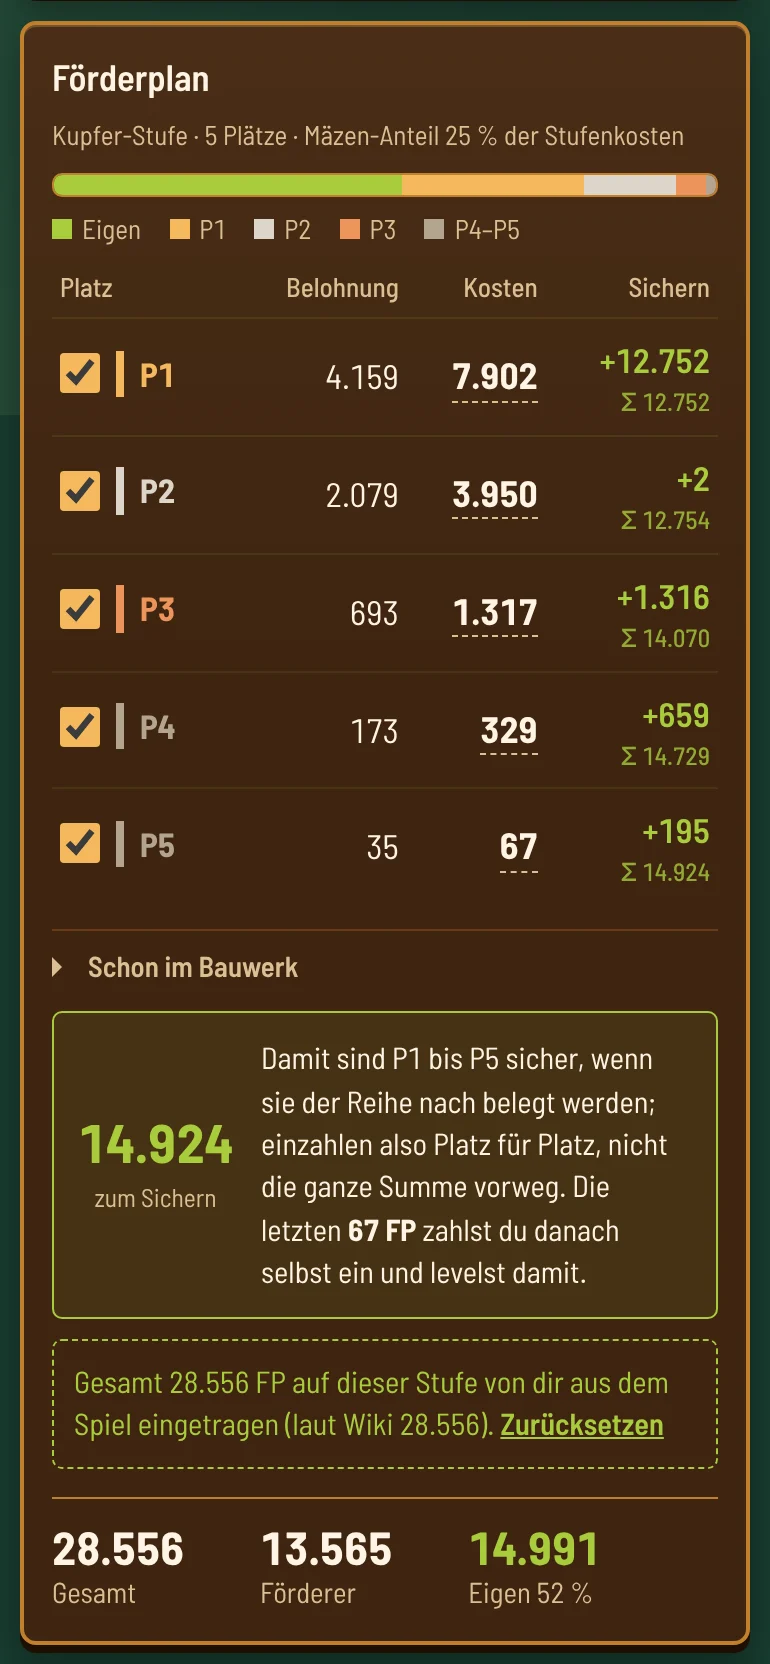 Förderplan
Kupfer-Stufe · 5 Plätze · Mäzen-Anteil 25 % der Stufenkosten
Eigen P1 P2 P3 P4–P5
Platz Belohnung Kosten Sichern
P1 4.159 7.902 +12.752
Σ 12.752
P2 2.079 3.950 +2
Σ 12.754
P3 693 1.317 +1.316
Σ 14.070
P4 173 329 +659
Σ 14.729
P5 35 67 +195
Σ 14.924
Schon im Bauwerk
14.924
zum Sichern
Damit sind P1 bis P5 sicher, wenn
sie der Reihe nach belegt werden;
einzahlen also Platz für Platz, nicht
die ganze Summe vorweg. Die
letzten 67 FP zahlst du danach
selbst ein und levelst damit.
Gesamt 28.556 FP auf dieser Stufe von dir aus dem
Spiel eingetragen (laut Wiki 28.556). Zurücksetzen
28.556 13.565 14.991
Gesamt Förderer Eigen 52 %